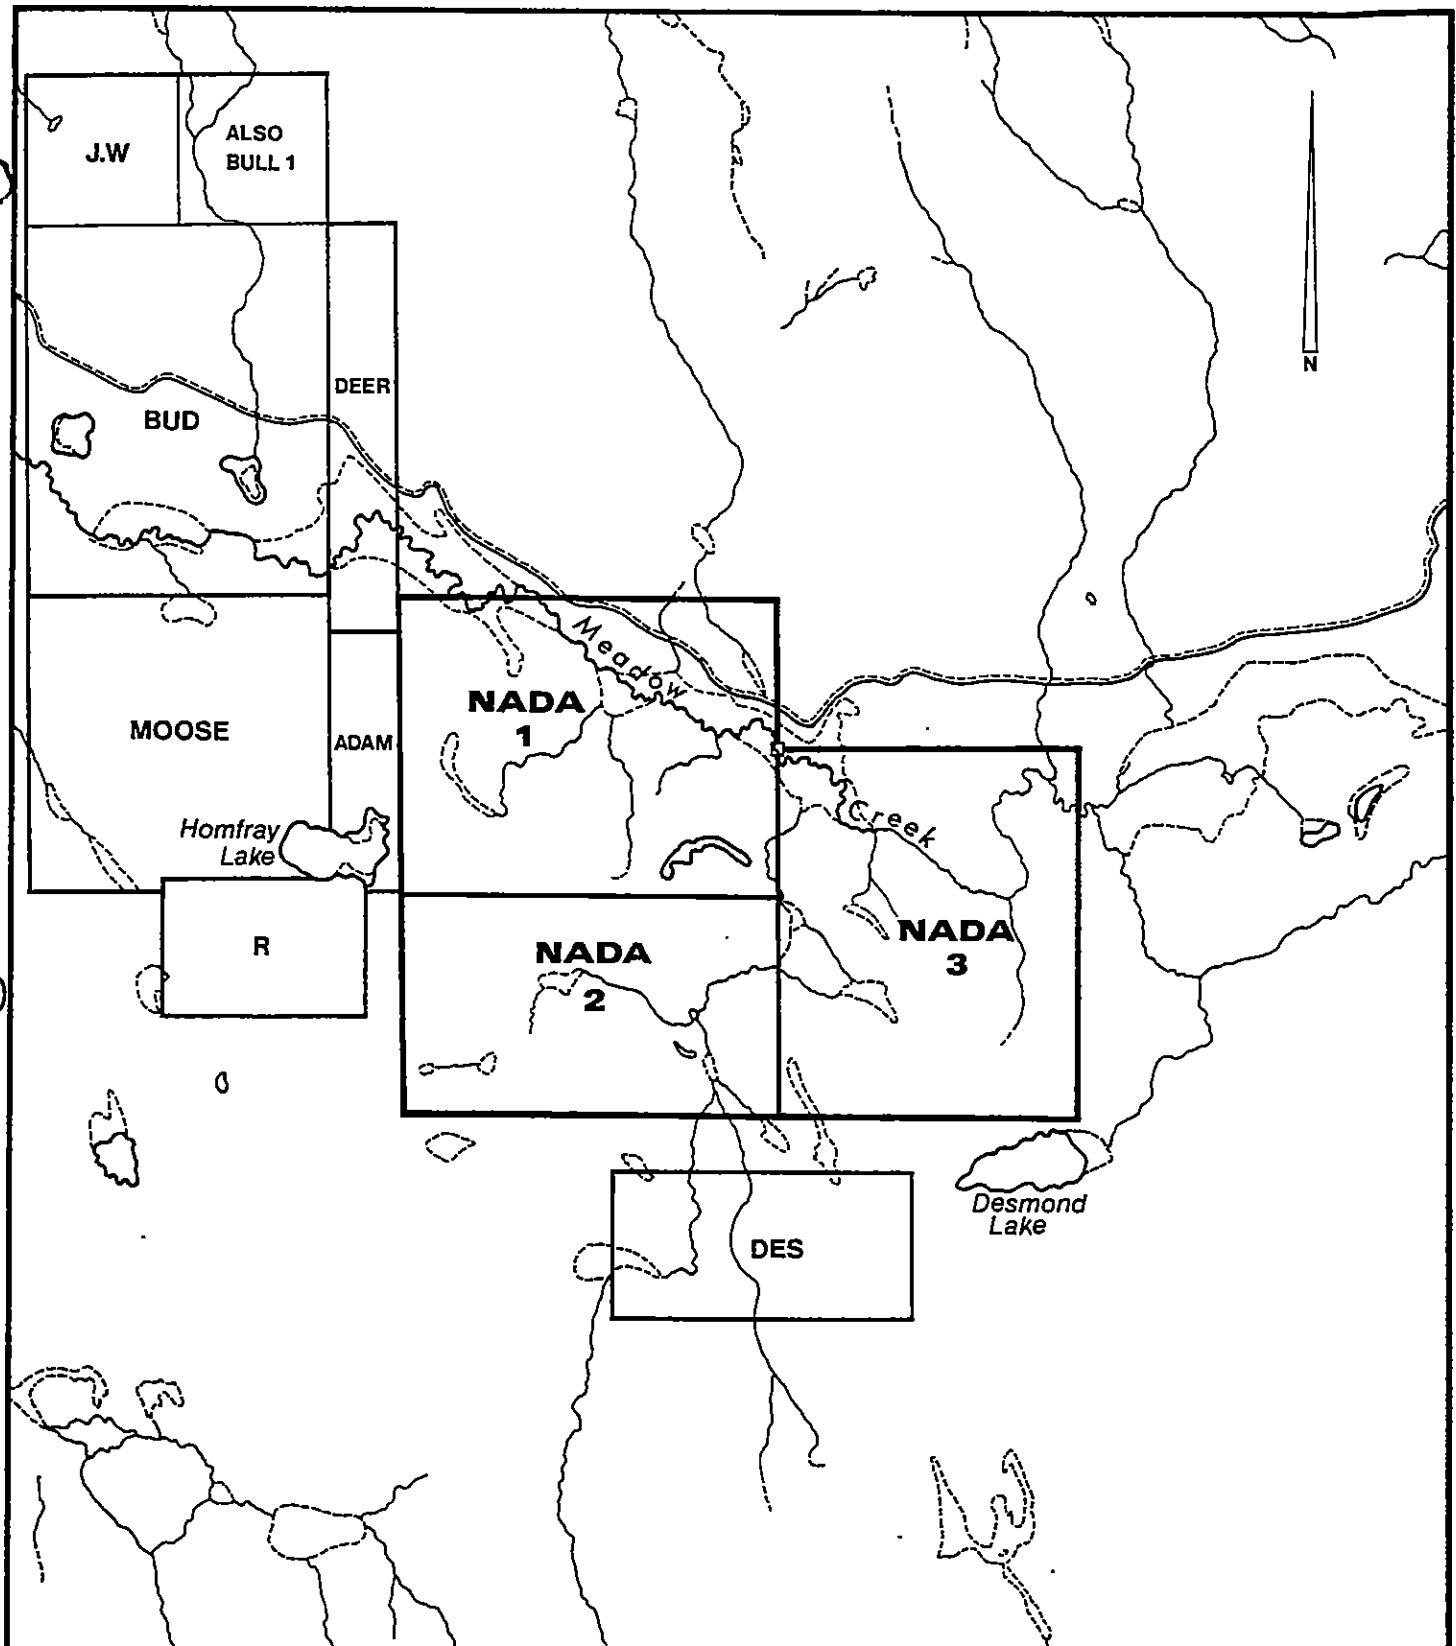 J.W
ALSO
BULL 1
N
DEER
BUD
Meadow
NADA
1
MOOSE
ADAM
Creek
Homfray
Lake
NADA
3
R
NADA
2
Desmond
Lake
DES